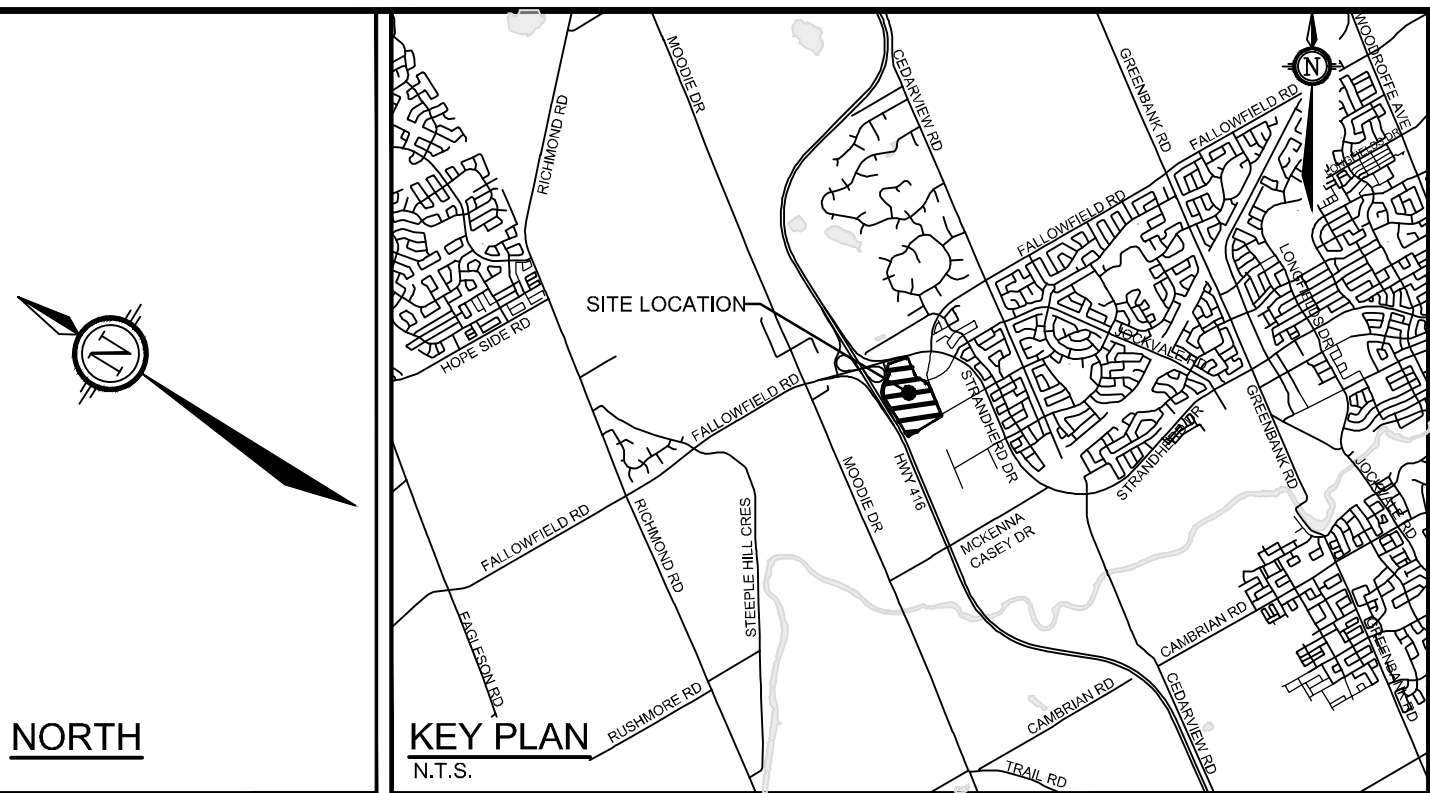 N
NORTH
MOODIE DR
CEDARVIEW RD
GREENBANK RD
WOODROFFE AVE
N
FALLOWFIELD RD
RICHMOND RD
LONGFIELDS DR
FALLOWFIELD RD
SITE LOCATION
LONGFIELDS DR
HOPE SIDE RD
JOCKVALE RD
FALLOWFIELD RD
STRANDHERD DR
GREENBANK RD
STRANDHERD DR
MOODIE DR
HWY 416
JOCKVALE RD
FALLOWFIELD RD
RICHMOND RD
STEEPLE HILL CRES
MCKENNA
CASEY DR
EAGLESON RD
CAMBRIAN RD
GREENBANK RD
RUSHMORE RD
CAMBRIAN RD
CEDARVIEW RD
TRAIL RD
KEY PLAN
N.T.S.